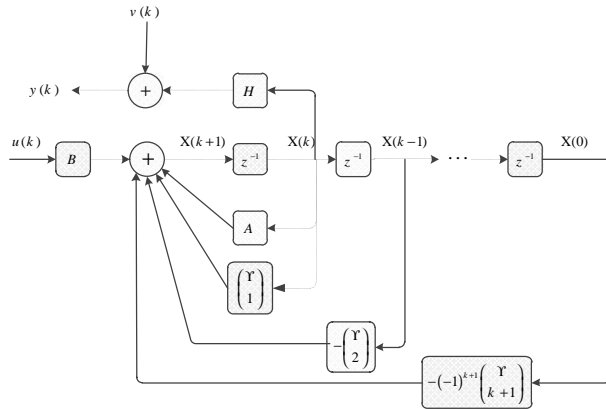 v(k)
y(k)
+
H
u(k)
B
+
X(k+1)
z⁻¹
X(k)
z⁻¹
X(k−1)
⋯
z⁻¹
X(0)
A
(ϒ
1)
−(ϒ
2)
−(−1)ᵏ⁺¹(ϒ
k+1)